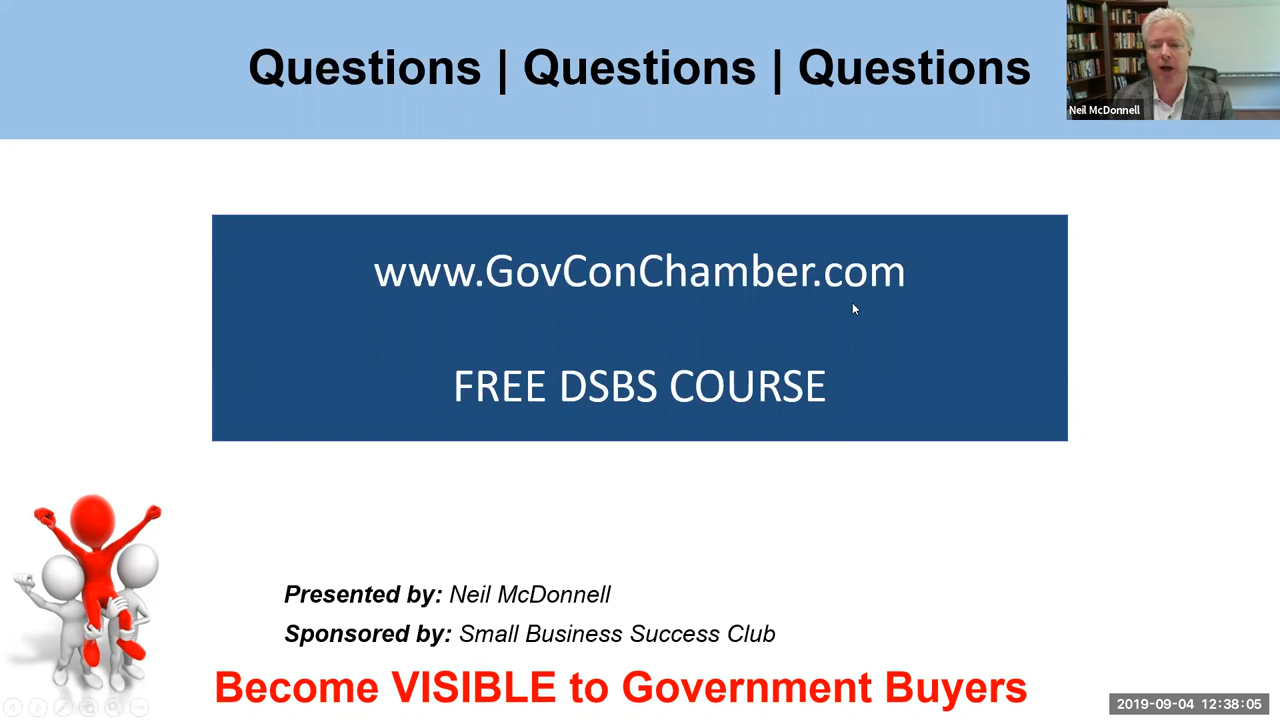 Questions | Questions | Questions
Neil McDonnell
www.GovConChamber.com
FREE DSBS COURSE
Presented by: Neil McDonnell
Sponsored by: Small Business Success Club
Become VISIBLE to Government Buyers
2019-09-04 12:38:05